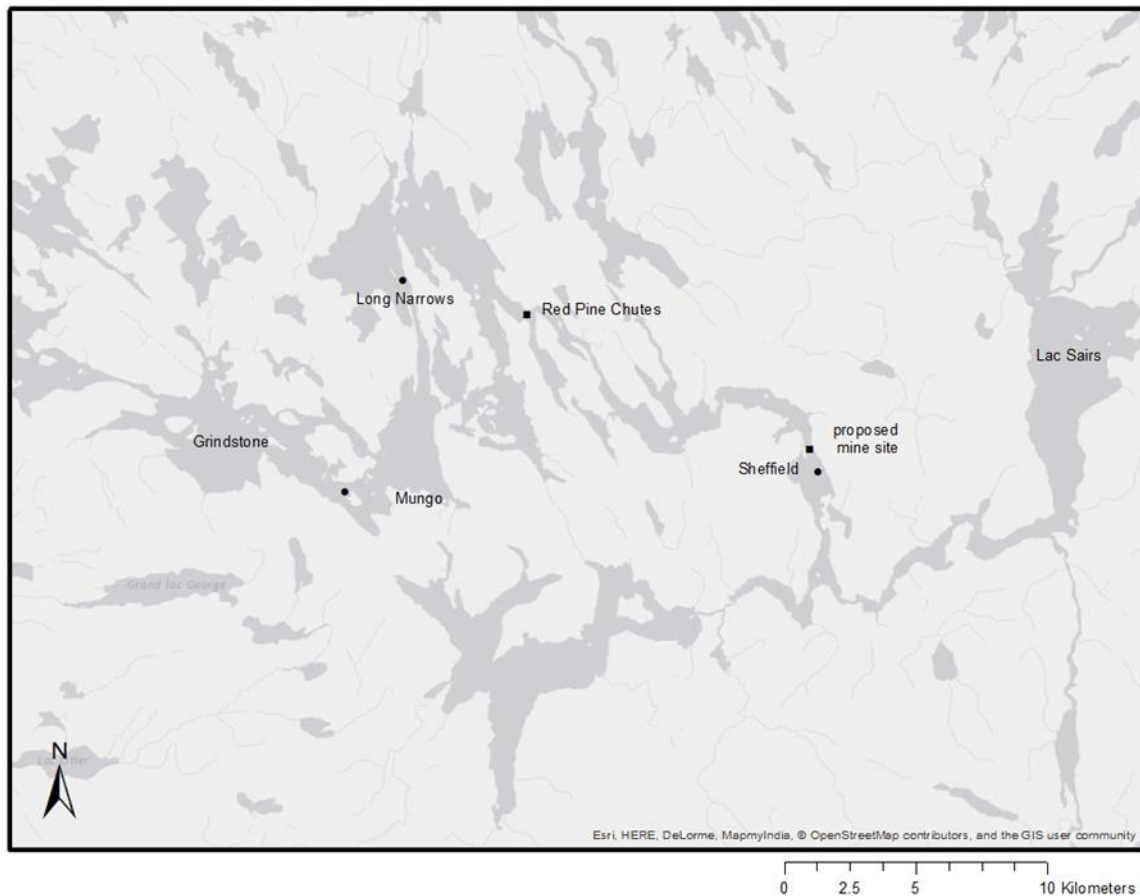 Long Narrows
Red Pine Chutes
Lac Sairs
proposed
mine site
Grindstone
Sheffield
Mungo
Grand lac George
N
Esri, HERE, DeLorme, MapmyIndia, © OpenStreetMap contributors, and the GIS user community
0 2.5 5 10 Kilometers